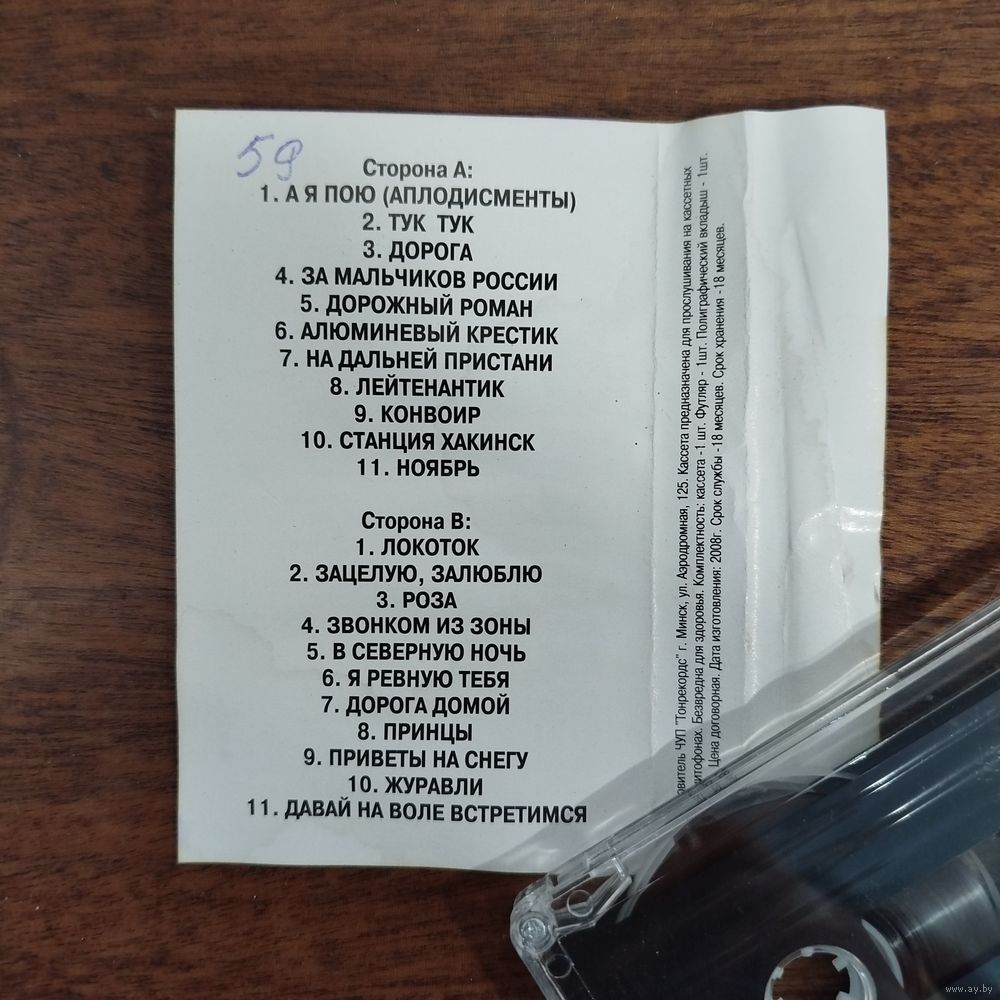 59
Сторона А:
1. А Я ПОЮ (АПЛОДИСМЕНТЫ)
2. ТУК ТУК
3. ДОРОГА
4. ЗА МАЛЬЧИКОВ РОССИИ
5. ДОРОЖНЫЙ РОМАН
6. АЛЮМИНЕВЫЙ КРЕСТИК
7. НА ДАЛЬНЕЙ ПРИСТАНИ
8. ЛЕЙТЕНАНТИК
9. КОНВОИР
10. СТАНЦИЯ ХАКИНСК
11. НОЯБРЬ
Сторона В:
1. ЛОКОТОК
2. ЗАЦЕЛУЮ, ЗАЛЮБЛЮ
3. РОЗА
4. ЗВОНКОМ ИЗ ЗОНЫ
5. В СЕВЕРНУЮ НОЧЬ
6. Я РЕВНУЮ ТЕБЯ
7. ДОРОГА ДОМОЙ
8. ПРИНЦЫ
9. ПРИВЕТЫ НА СНЕГУ
10. ЖУРАВЛИ
11. ДАВАЙ НА ВОЛЕ ВСТРЕТИМСЯ
овитель ЧУП "Тонрекордс" г. Минск, ул. Аэродромная, 125. Кассета предназначена для прослушивания на кассетных
итофонах. Безвредна для здоровья. Комплектность: кассета - 1 шт. Футляр - 1шт. Полиграфический вкладыш - 1шт.
Цена договорная. Дата изготовления: 2008г. Срок службы -18 месяцев. Срок хранения -18 месяцев.
www.ay.by